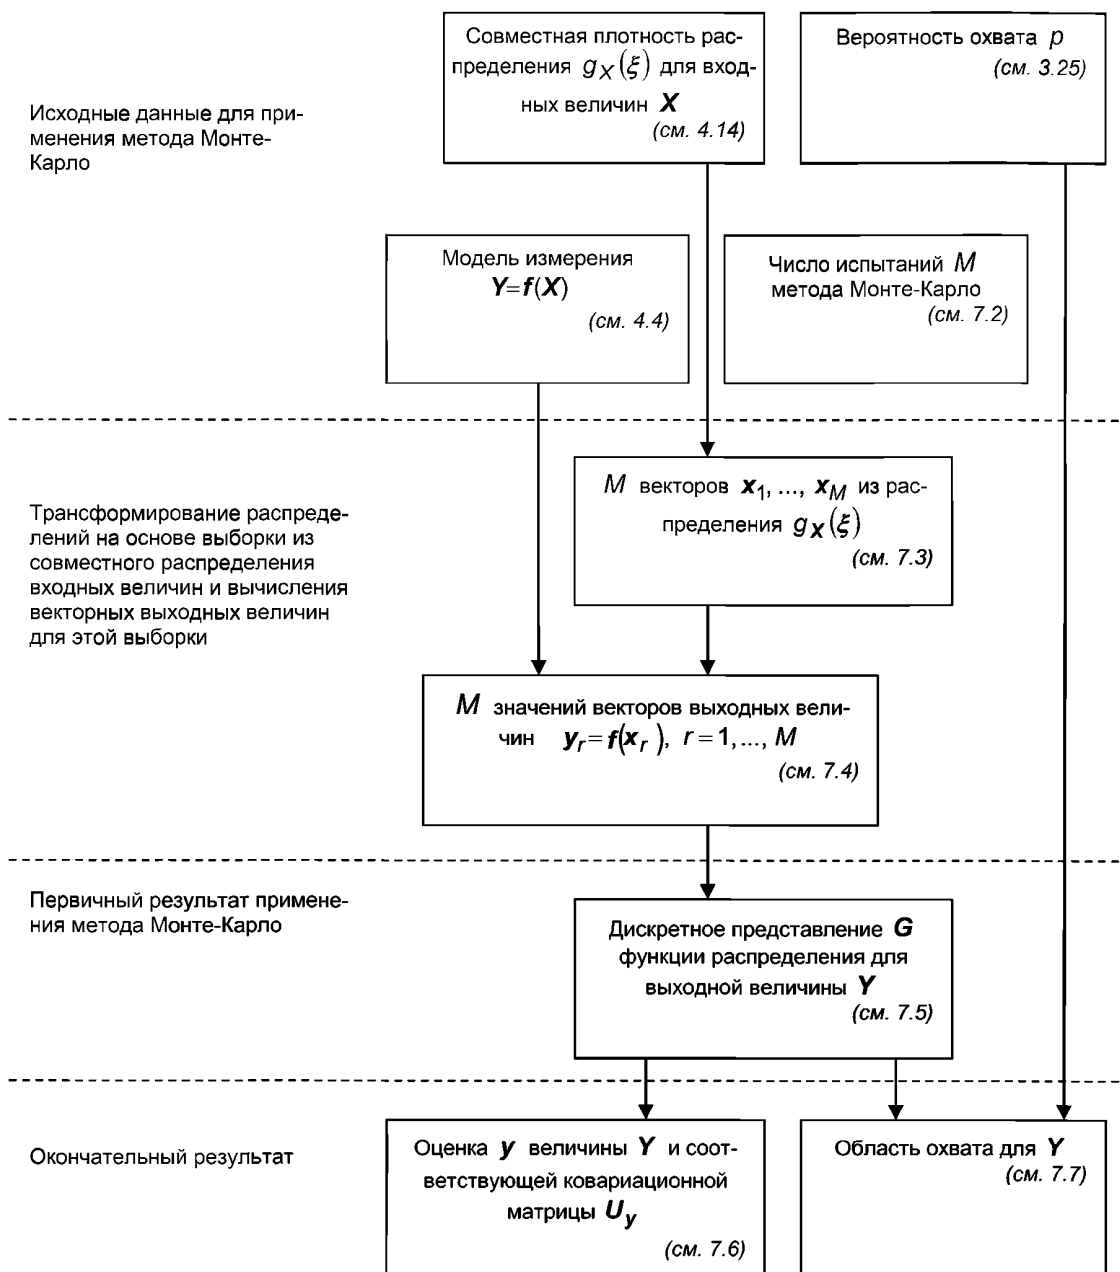 Исходные данные для при-
менения метода Монте-
Карло
Совместная плотность рас-
пределения g_X(ξ) для вход-
ных величин X
(см. 4.14)
Вероятность охвата p
(см. 3.25)
Модель измерения
Y=f(X)
(см. 4.4)
Число испытаний M
метода Монте-Карло
(см. 7.2)
Трансформирование распреде-
лений на основе выборки из
совместного распределения
входных величин и вычисления
векторных выходных величин
для этой выборки
M векторов x₁, ..., x_M из рас-
пределения g_X(ξ)
(см. 7.3)
M значений векторов выходных вели-
чин y_r=f(x_r), r = 1,..., M
(см. 7.4)
Первичный результат примене-
ния метода Монте-Карло
Дискретное представление G
функции распределения для
выходной величины Y
(см. 7.5)
Окончательный результат
Оценка y величины Y и соот-
ветствующей ковариационной
матрицы U_y
(см. 7.6)
Область охвата для Y
(см. 7.7)